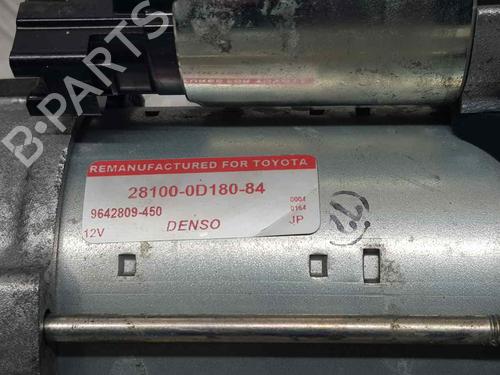 B-PARTS
REMANUFACTURED FOR TOYOTA
28100-0D180-84
9642809-450
0004
0164
12V
DENSO
JP